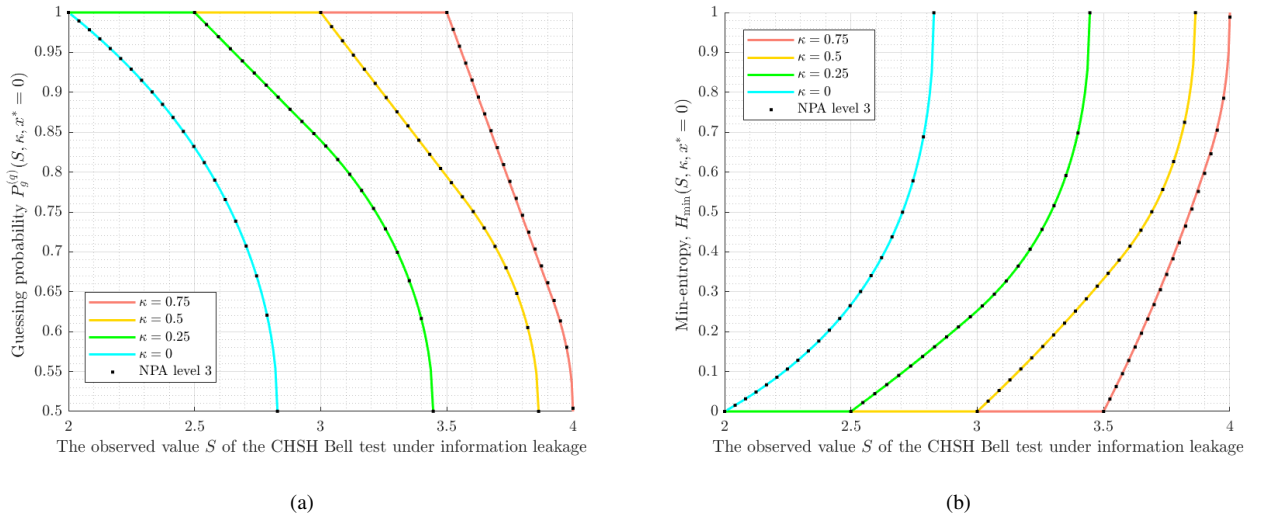 1
0.95
0.9
0.85
0.8
0.75
0.7
0.65
0.6
0.55
0.5
2
2.5
3
3.5
4
Guessing probability $P_g^{(q)}(S, \kappa, x^* = 0)$
κ = 0.75
κ = 0.5
κ = 0.25
κ = 0
NPA level 3
The observed value S of the CHSH Bell test under information leakage
(a)
1
0.9
0.8
0.7
0.6
0.5
0.4
0.3
0.2
0.1
0
2
2.5
3
3.5
4
Min-entropy, $H_{\min}(S, \kappa, x^* = 0)$
κ = 0.75
κ = 0.5
κ = 0.25
κ = 0
NPA level 3
The observed value S of the CHSH Bell test under information leakage
(b)